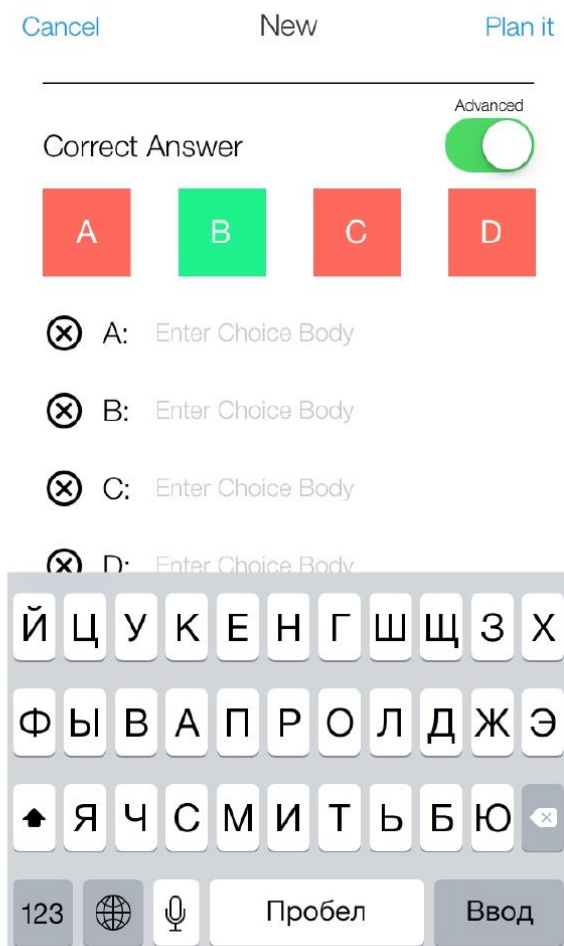 Cancel New Plan it
Advanced
Correct Answer
A B C D
A: Enter Choice Body
B: Enter Choice Body
C: Enter Choice Body
D: Enter Choice Body
Й Ц У К Е Н Г Ш Щ З Х
Ф Ы В А П Р О Л Д Ж Э
Я Ч С М И Т Ь Б Ю
123 Пробел Ввод